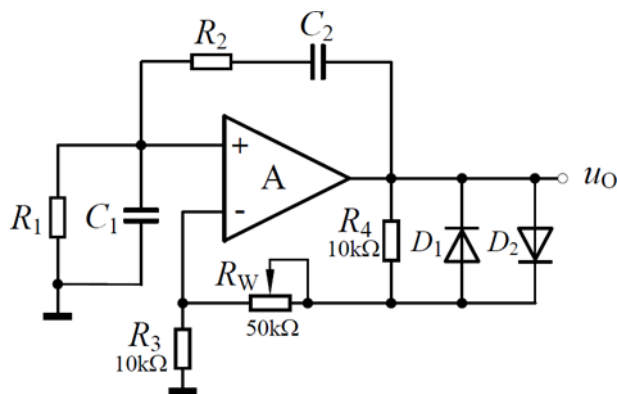 R2
C2
+
A
-
uO
R1
C1
R4
10kΩ
D1
D2
RW
50kΩ
R3
10kΩ